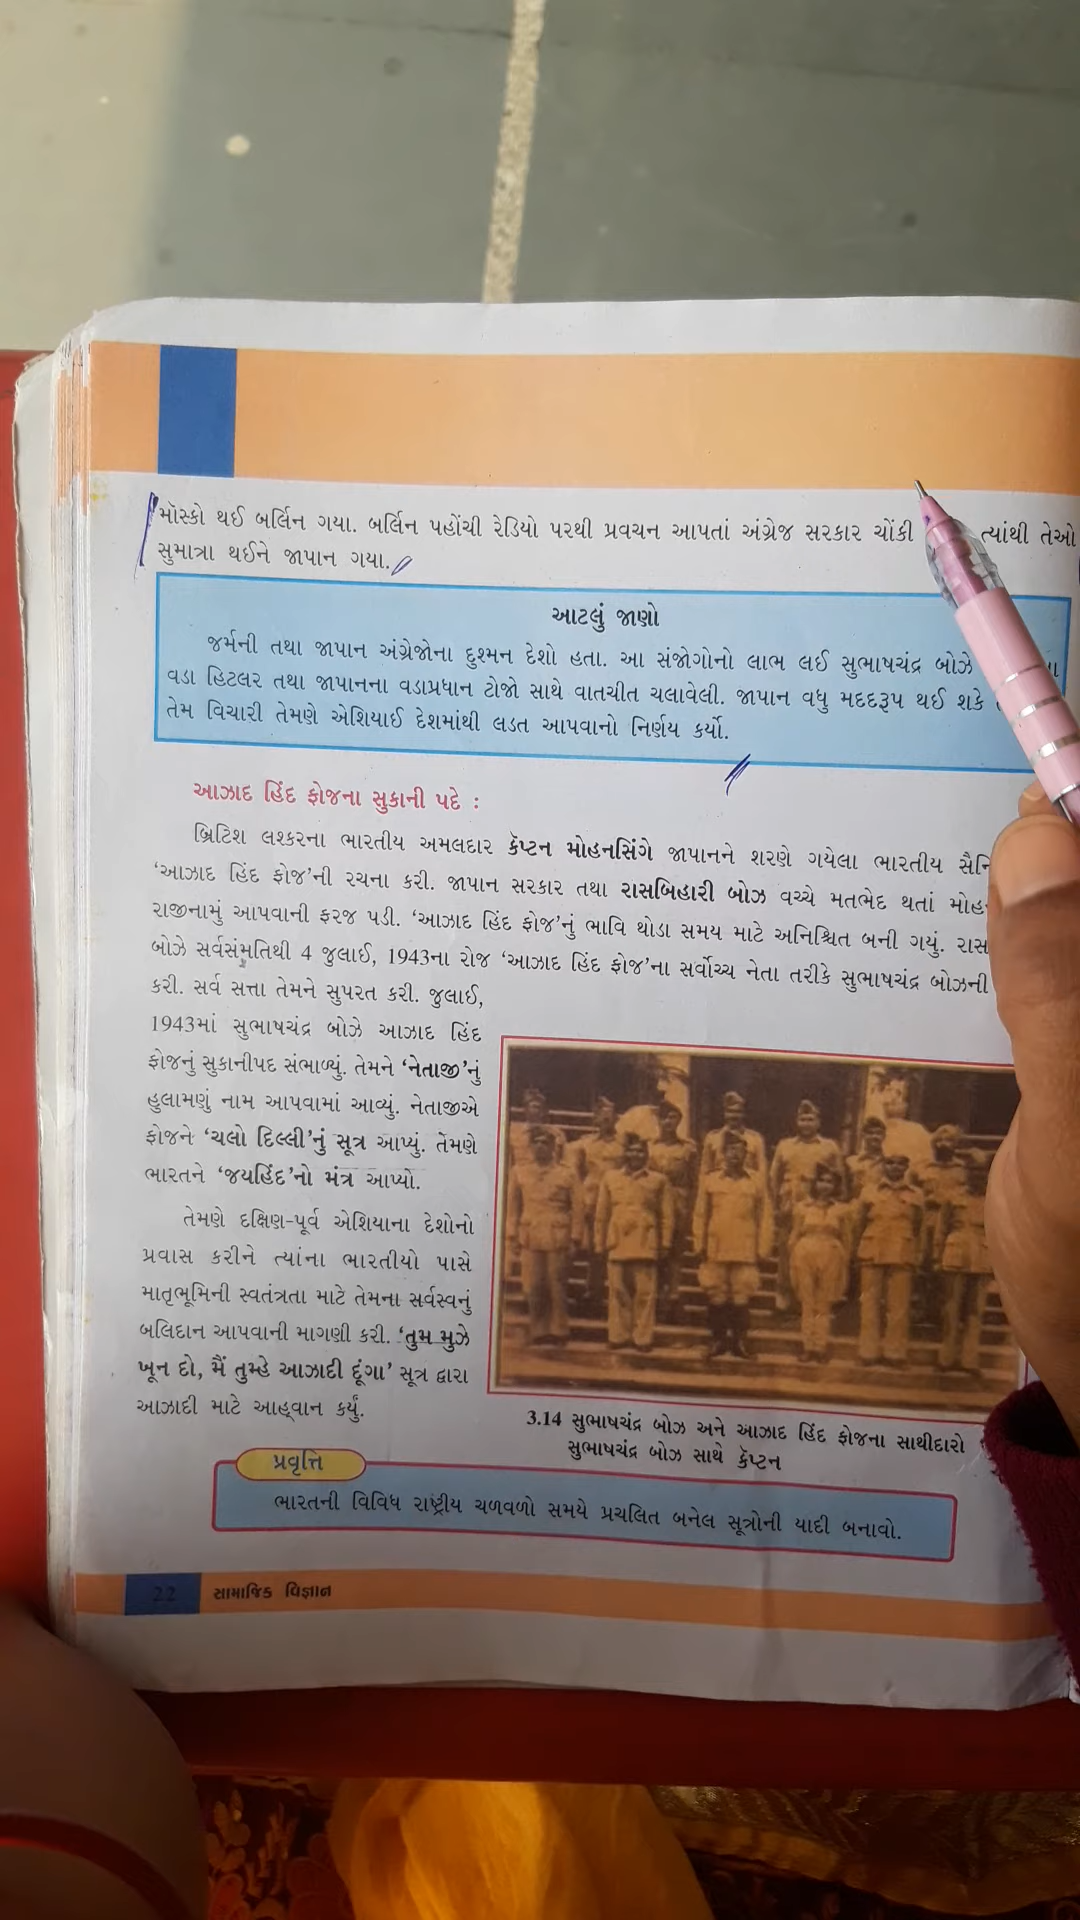 મૉસ્કો થઈ બર્લિન ગયા. બર્લિન પહોંચી રેડિયો પરથી પ્રવચન આપતાં અંગ્રેજ સરકાર ચોંકી ત્યાંથી તેઓ
સુમાત્રા થઈને જાપાન ગયા.
આટલું જાણો
જર્મની તથા જાપાન અંગ્રેજોના દુશ્મન દેશો હતા. આ સંજોગોનો લાભ લઈ સુભાષચંદ્ર બોઝે
વડા હિટલર તથા જાપાનના વડાપ્રધાન ટોજો સાથે વાતચીત ચલાવેલી. જાપાન વધુ મદદરૂપ થઈ શકે
તેમ વિચારી તેમણે એશિયાઈ દેશમાંથી લડત આપવાનો નિર્ણય કર્યો.
આઝાદ હિંદ ફોજના સુકાની પદે :
બ્રિટિશ લશ્કરના ભારતીય અમલદાર કૅપ્ટન મોહનસિંગે જાપાનને શરણે ગયેલા ભારતીય
'આઝાદ હિંદ ફોજ'ની રચના કરી. જાપાન સરકાર તથા રાસબિહારી બોઝ વચ્ચે મતભેદ થતાં
રાજીનામું આપવાની ફરજ પડી. 'આઝાદ હિંદ ફોજ'નું ભાવિ થોડા સમય માટે અનિશ્ચિત બની ગયું.
બોઝે સર્વસંમતિથી 4 જુલાઈ, 1943ના રોજ 'આઝાદ હિંદ ફોજ'ના સર્વોચ્ચ નેતા તરીકે સુભાષચંદ્ર બોઝની
કરી. સર્વ સત્તા તેમને સુપરત કરી. જુલાઈ,
1943માં સુભાષચંદ્ર બોઝે આઝાદ હિંદ
ફોજનું સુકાનીપદ સંભાળ્યું. તેમને 'નેતાજી'નું
હુલામણું નામ આપવામાં આવ્યું. નેતાજીએ
ફોજને 'ચલો દિલ્લી'નું સૂત્ર આપ્યું. તેમણે
ભારતને 'જયહિંદ'નો મંત્ર આપ્યો.
તેમણે દક્ષિણ-પૂર્વ એશિયાના દેશોનો
પ્રવાસ કરીને ત્યાંના ભારતીયો પાસે
માતૃભૂમિની સ્વતંત્રતા માટે તેમના સર્વસ્વનું
બલિદાન આપવાની માગણી કરી. 'તુમ મુઝે
ખૂન દો, મૈં તુમ્હે આઝાદી દૂંગા' સૂત્ર દ્વારા
આઝાદી માટે આહ્‌વાન કર્યું.
3.14 સુભાષચંદ્ર બોઝ અને આઝાદ હિંદ ફોજના સાથીદારો
સુભાષચંદ્ર બોઝ સાથે કૅપ્ટન
પ્રવૃત્તિ
ભારતની વિવિધ રાષ્ટ્રીય ચળવળો સમયે પ્રચલિત બનેલ સૂત્રોની યાદી બનાવો.
22 સામાજિક વિજ્ઞાન